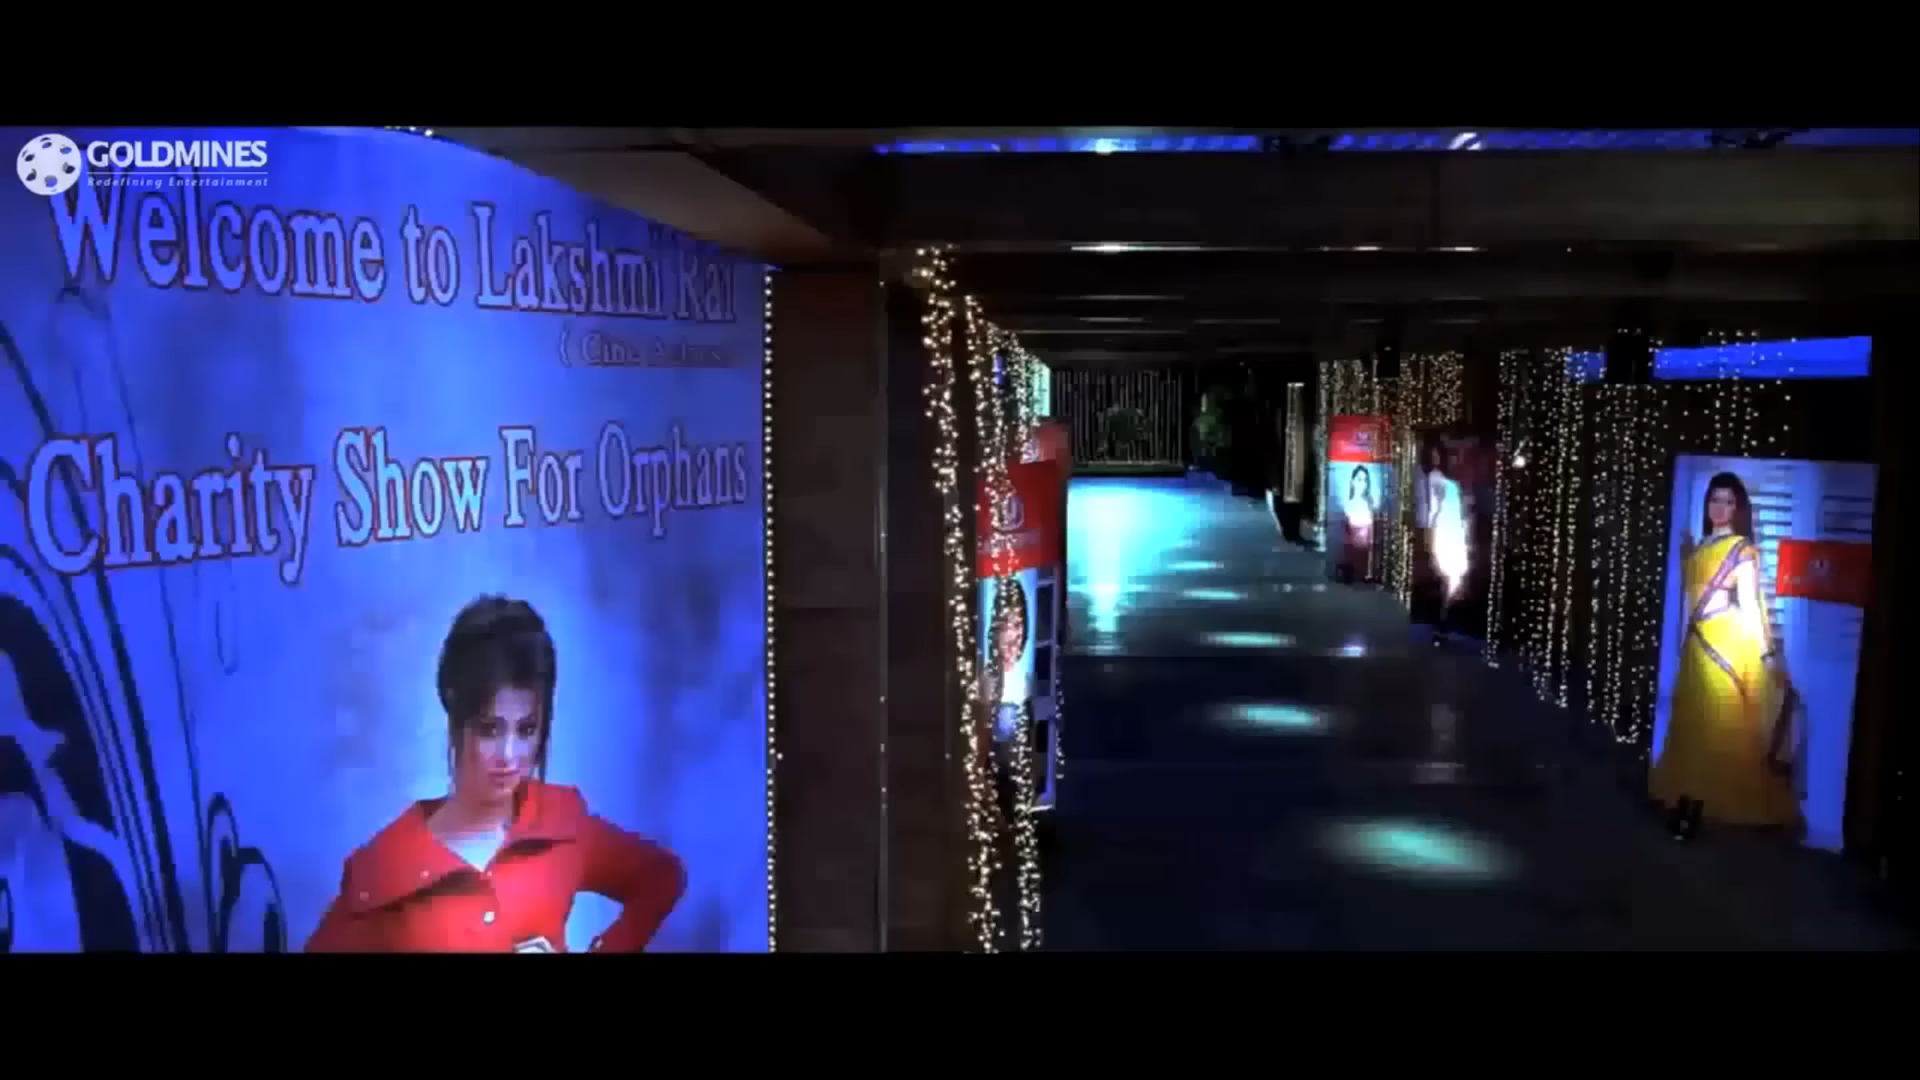 GOLDMINES
Redefining Entertainment
Welcome to Lakshmi Rai
Charity Show For Orphans